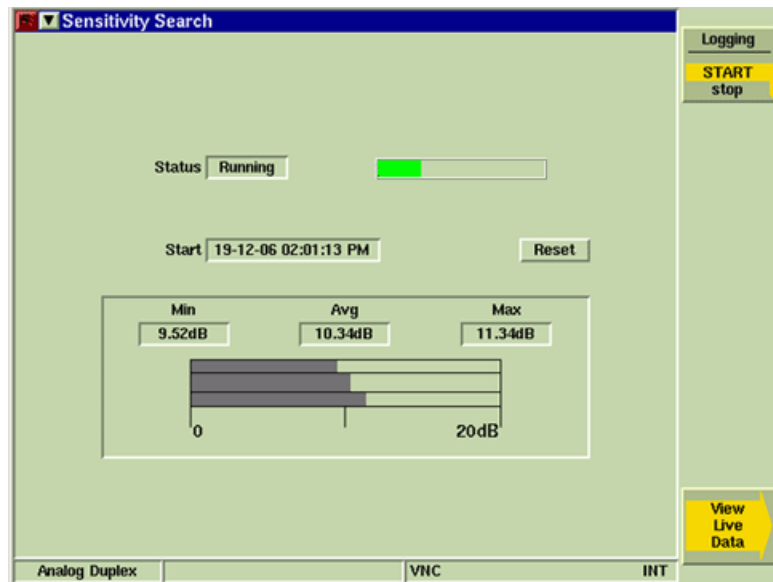 Sensitivity Search
Logging
START
stop
Status Running
Start 19-12-06 02:01:13 PM Reset
Min Avg Max
9.52dB 10.34dB 11.34dB
0 20dB
View
Live
Data
Analog Duplex VNC INT